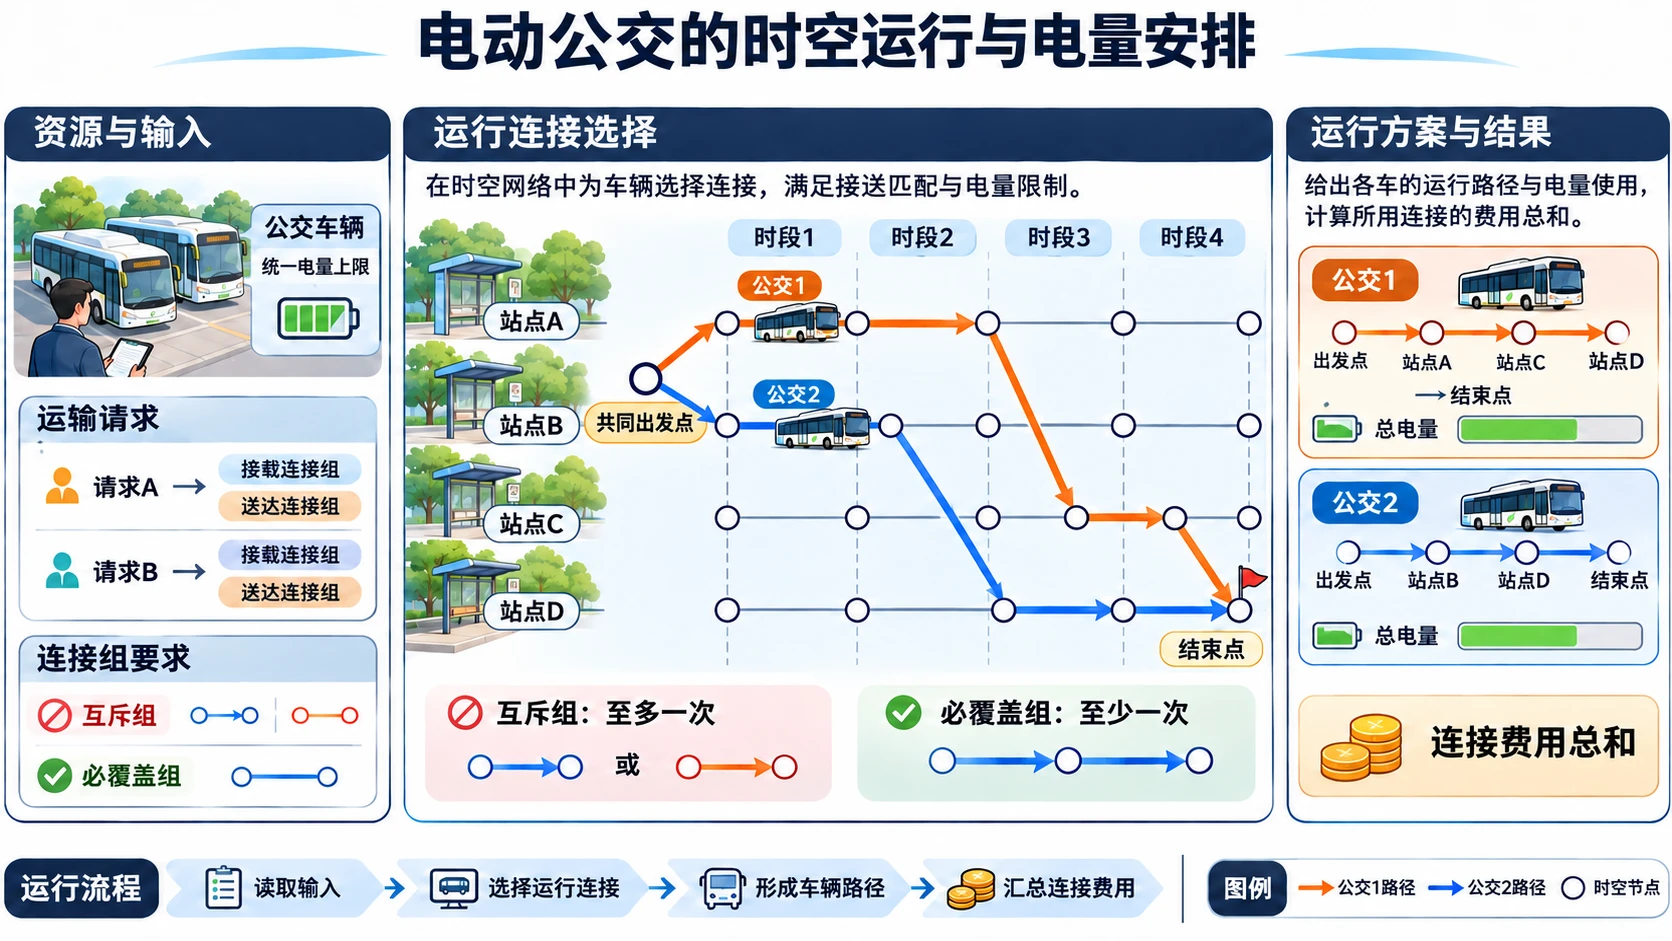 电动公交的时空运行与电量安排
资源与输入
公交车辆
统一电量上限
运输请求
请求A
接载连接组
送达连接组
请求B
接载连接组
送达连接组
连接组要求
互斥组
必覆盖组
运行连接选择
在时空网络中为车辆选择连接，满足接送匹配与电量限制。
时段1
时段2
时段3
时段4
公交1
站点A
公交2
站点B
共同出发点
站点C
站点D
结束点
互斥组：至多一次
或
必覆盖组：至少一次
运行方案与结果
给出各车的运行路径与电量使用，
计算所用连接的费用总和。
公交1
出发点
站点A
站点C
站点D
结束点
总电量
公交2
出发点
站点B
站点D
结束点
总电量
连接费用总和
运行流程
读取输入
选择运行连接
形成车辆路径
汇总连接费用
图例
公交1路径
公交2路径
时空节点